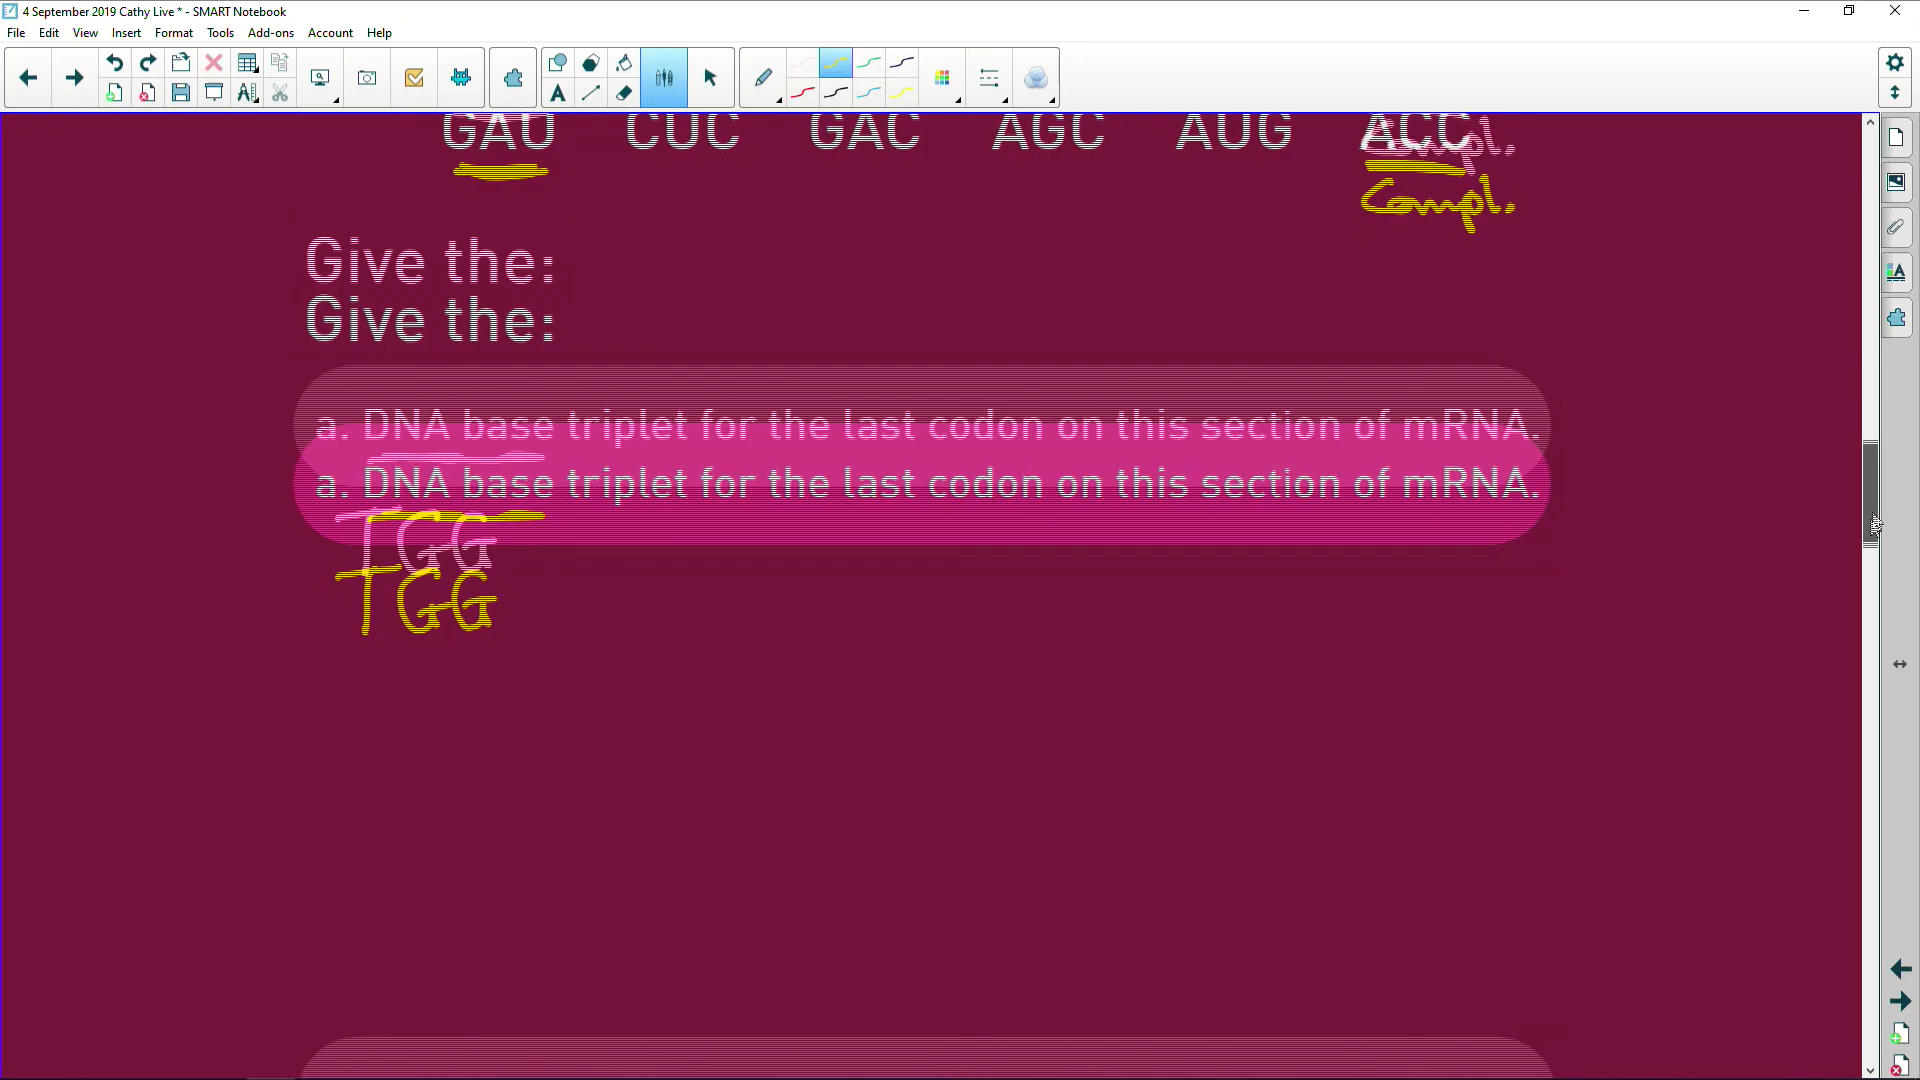 4 September 2019 Cathy Live * - SMART Notebook
File Edit View Insert Format Tools Add-ons Account Help
GAU CUC GAC AGC AUG ACC
Compl.
Compl.
Give the:
Give the:
a. DNA base triplet for the last codon on this section of mRNA.
a. DNA base triplet for the last codon on this section of mRNA.
TGG
TGG